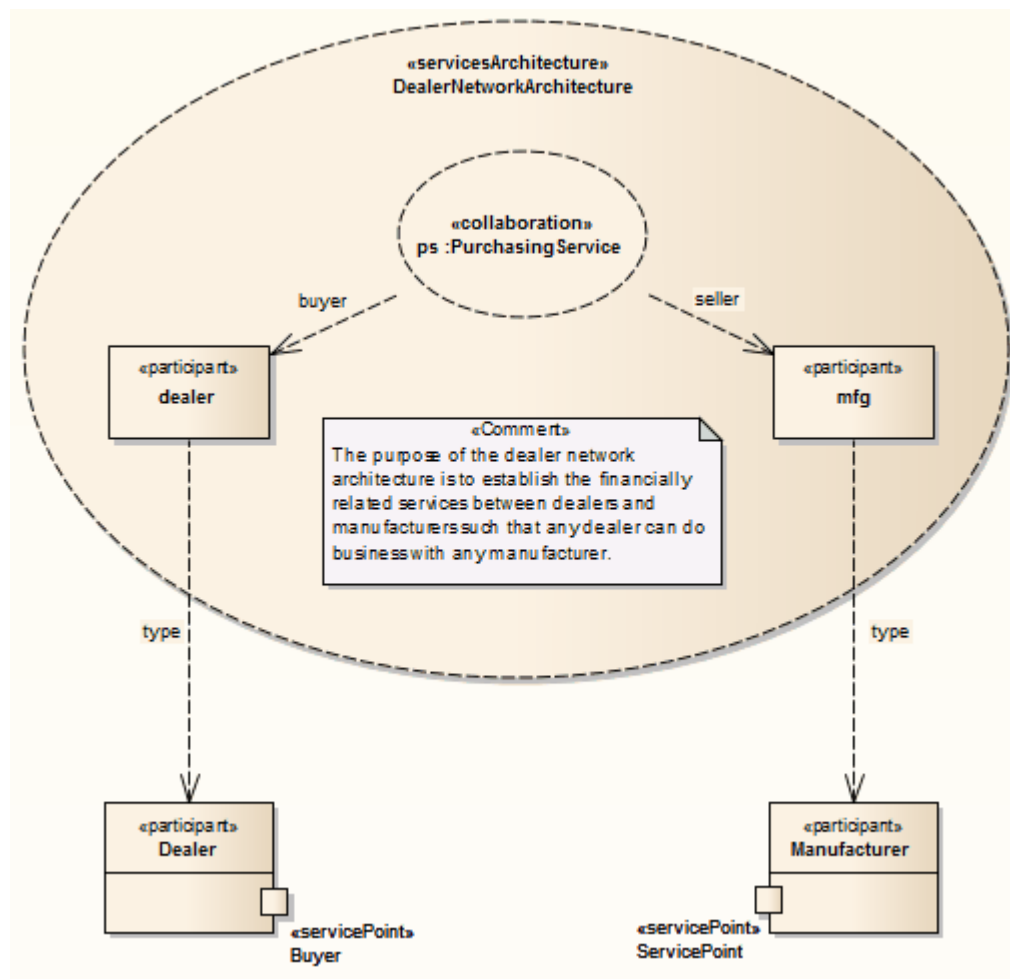 «servicesArchitecture»
DealerNetworkArchitecture
«collaboration»
ps :PurchasingService
buyer
seller
«participant»
dealer
«participant»
mfg
«Comment»
The purpose of the dealer network
architecture is to establish the financially
related services between dealers and
manufacturers such that any dealer can do
business with any manufacturer.
type
type
«participant»
Dealer
«participant»
Manufacturer
«servicePoint»
Buyer
«servicePoint»
ServicePoint